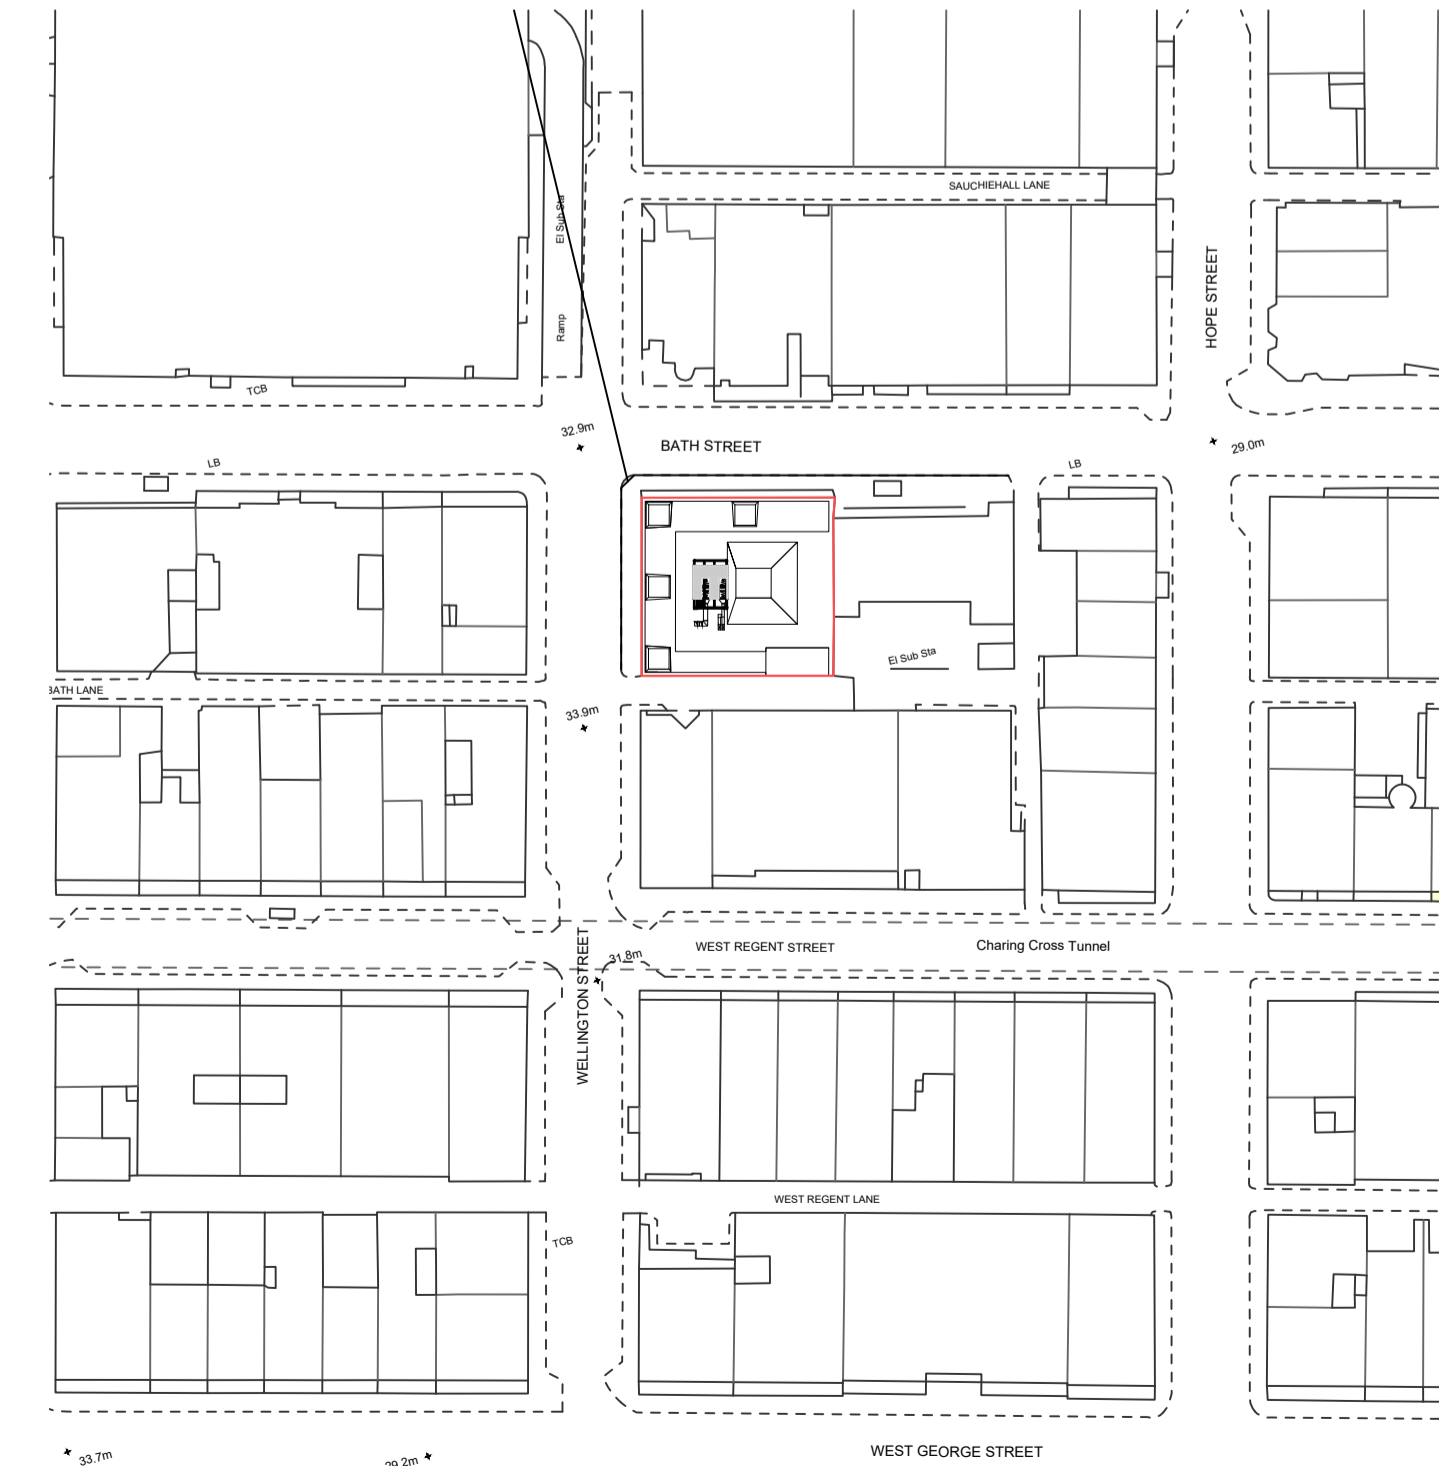 SAUCHIEHALL LANE
El Sub Sta
HOPE STREET
Ramp
TCB
32.9m
BATH STREET
29.0m
LB
LB
El Sub Sta
BATH LANE
33.9m
WEST REGENT STREET
Charing Cross Tunnel
31.8m
WELLINGTON STREET
WEST REGENT LANE
TCB
WEST GEORGE STREET
33.7m
29.2m